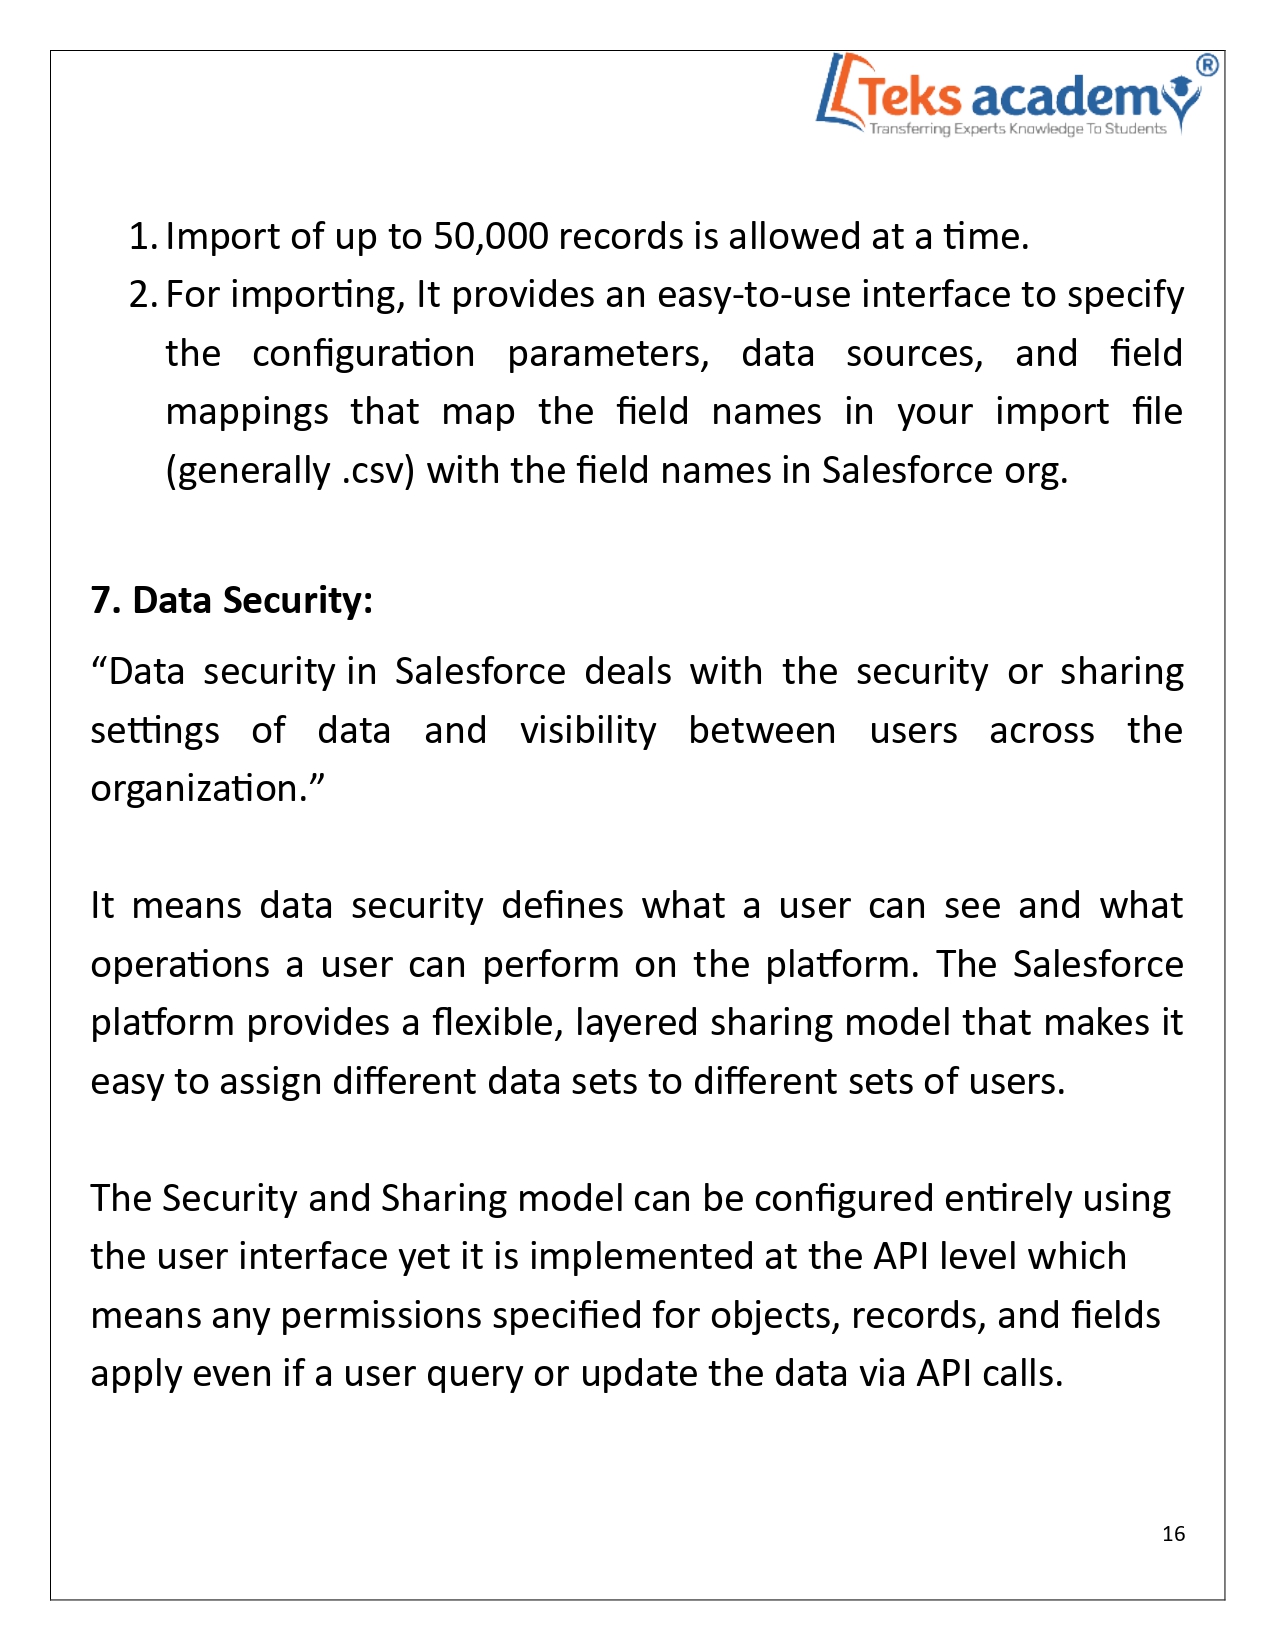 Teks academy ®
Transferring Experts Knowledge To Students
1. Import of up to 50,000 records is allowed at a time.
2. For importing, It provides an easy-to-use interface to specify
the configuration parameters, data sources, and field
mappings that map the field names in your import file
(generally .csv) with the field names in Salesforce org.
7. Data Security:
“Data security in Salesforce deals with the security or sharing
settings of data and visibility between users across the
organization.”
It means data security defines what a user can see and what
operations a user can perform on the platform. The Salesforce
platform provides a flexible, layered sharing model that makes it
easy to assign different data sets to different sets of users.
The Security and Sharing model can be configured entirely using
the user interface yet it is implemented at the API level which
means any permissions specified for objects, records, and fields
apply even if a user query or update the data via API calls.
16